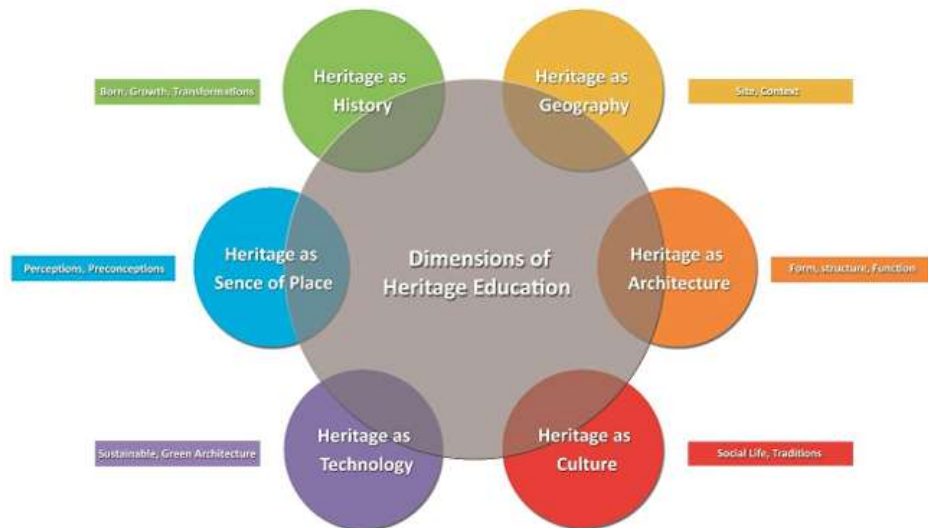 Heritage as
History
Born, Growth, Transformations
Heritage as
Geography
Site, Context
Heritage as
Sence of Place
Perceptions, Preconceptions
Dimensions of
Heritage Education
Heritage as
Architecture
Form, structure, Function
Heritage as
Technology
Sustainable, Green Architecture
Heritage as
Culture
Social Life, Traditions